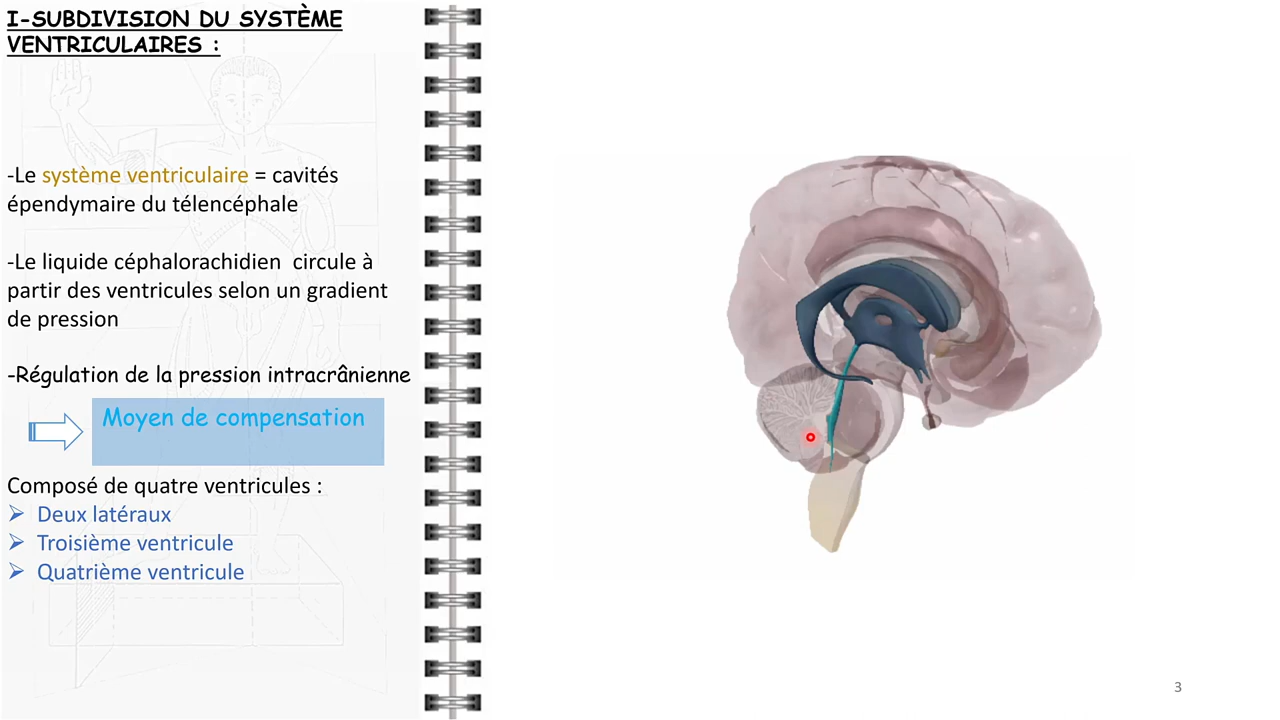 I-SUBDIVISION DU SYSTÈME
VENTRICULAIRES :
-Le système ventriculaire = cavités
épendymaire du télencéphale
-Le liquide céphalorachidien circule à
partir des ventricules selon un gradient
de pression
-Régulation de la pression intracrânienne
Moyen de compensation
Composé de quatre ventricules :
➢ Deux latéraux
➢ Troisième ventricule
➢ Quatrième ventricule
3